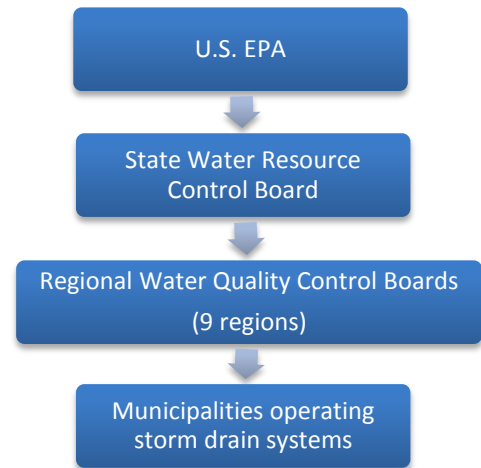 U.S. EPA
State Water Resource
Control Board
Regional Water Quality Control Boards
(9 regions)
Municipalities operating
storm drain systems